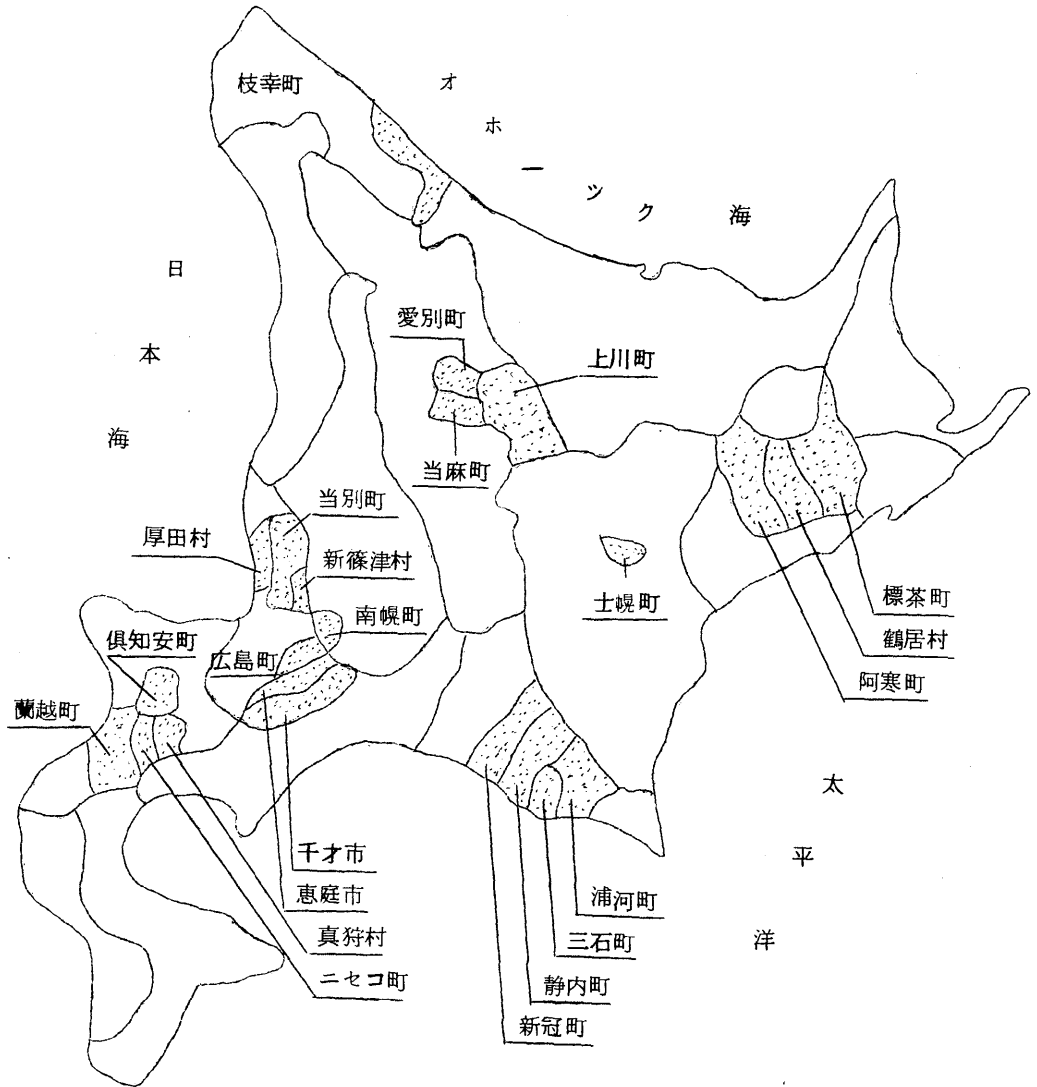 枝幸町
オホーツク海
日本海
愛別町
上川町
当麻町
当別町
厚田村
新篠津村
南幌町
士幌町
標茶町
鶴居村
阿寒町
倶知安町
広島町
蘭越町
千才市
恵庭市
真狩村
ニセコ町
浦河町
三石町
静内町
新冠町
太平洋